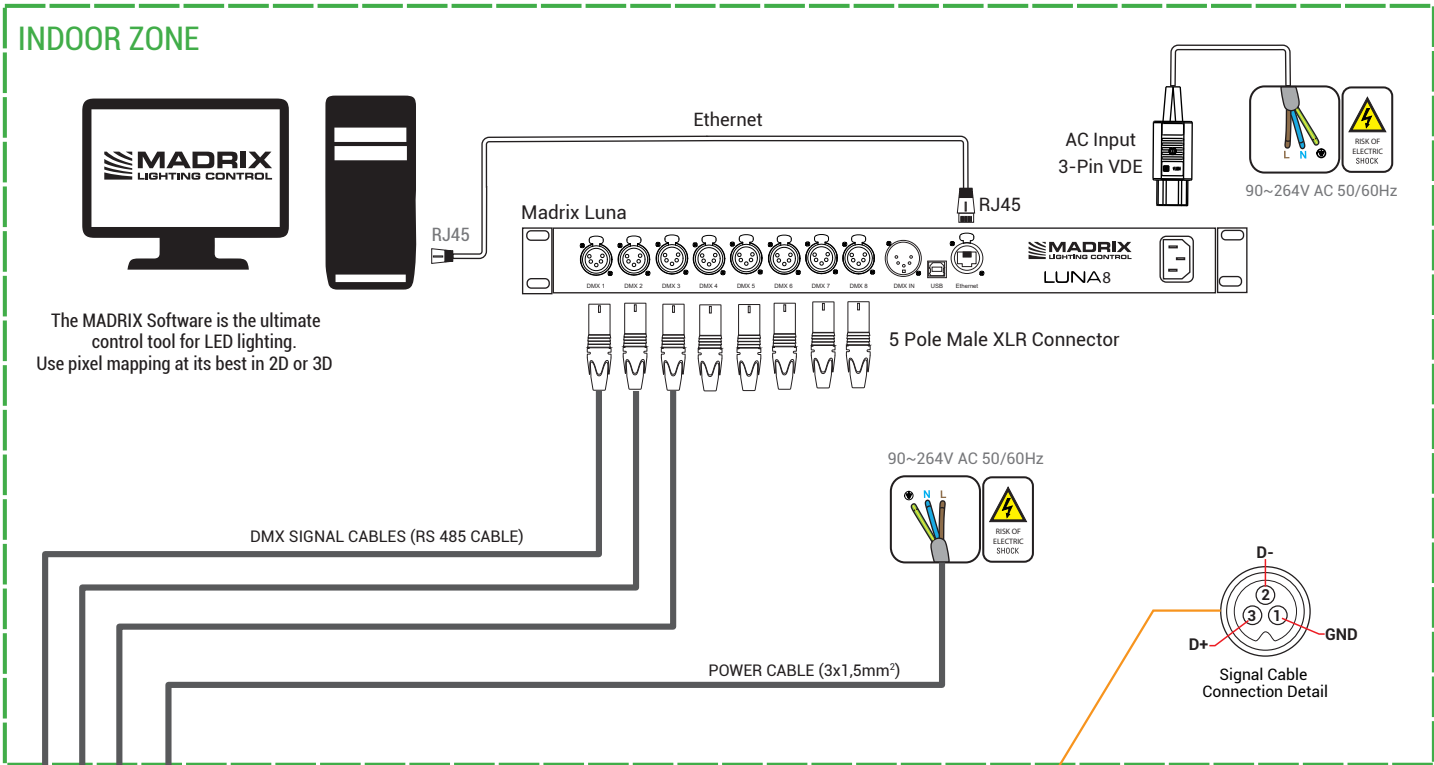 INDOOR ZONE
MADRIX
LIGHTING CONTROL
The MADRIX Software is the ultimate
control tool for LED lighting.
Use pixel mapping at its best in 2D or 3D
RJ45
Ethernet
RJ45
AC Input
3-Pin VDE
L N
RISK OF
ELECTRIC
SHOCK
90~264V AC 50/60Hz
Madrix Luna
DMX 1 DMX 2 DMX 3 DMX 4 DMX 5 DMX 6 DMX 7 DMX 8 DMX IN USB Ethernet
MADRIX
LIGHTING CONTROL
LUNA8
5 Pole Male XLR Connector
90~264V AC 50/60Hz
N L
RISK OF
ELECTRIC
SHOCK
DMX SIGNAL CABLES (RS 485 CABLE)
POWER CABLE (3x1,5mm²)
D-
2
3 1
D+
GND
Signal Cable
Connection Detail